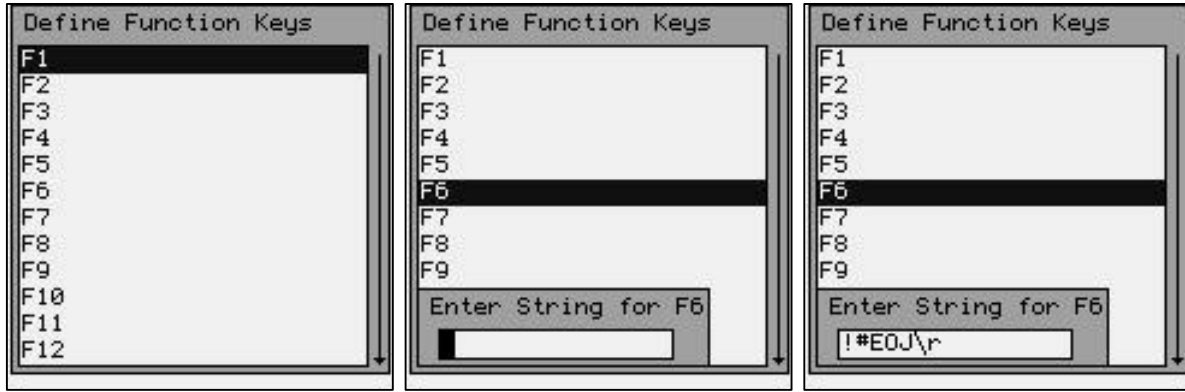 Define Function Keys
F1
F2
F3
F4
F5
F6
F7
F8
F9
F10
F11
F12
Define Function Keys
F1
F2
F3
F4
F5
F6
F7
F8
F9
Enter String for F6
Define Function Keys
F1
F2
F3
F4
F5
F6
F7
F8
F9
Enter String for F6
!#EOJ\r